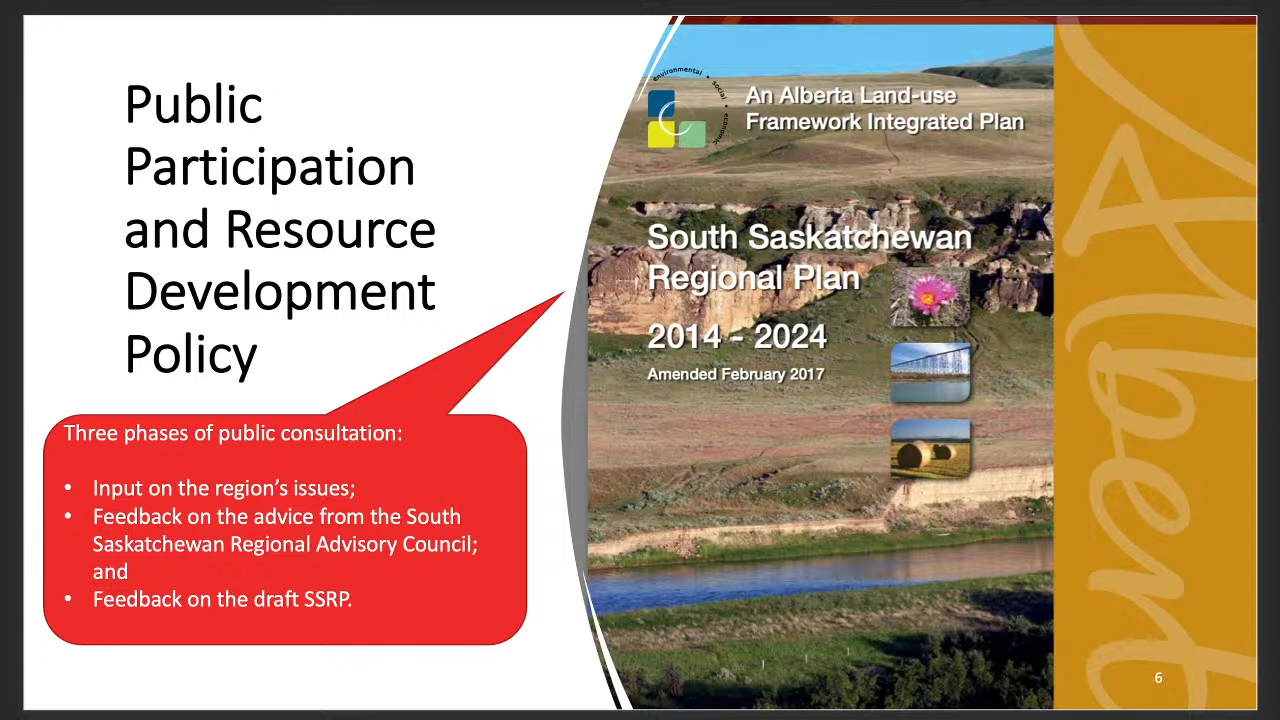 Public
Participation
and Resource
Development
Policy
Three phases of public consultation:
• Input on the region's issues;
• Feedback on the advice from the South
Saskatchewan Regional Advisory Council;
and
• Feedback on the draft SSRP.
environmental • social • economic
An Alberta Land-use
Framework Integrated Plan
South Saskatchewan
Regional Plan
2014 - 2024
Amended February 2017
Albert
6